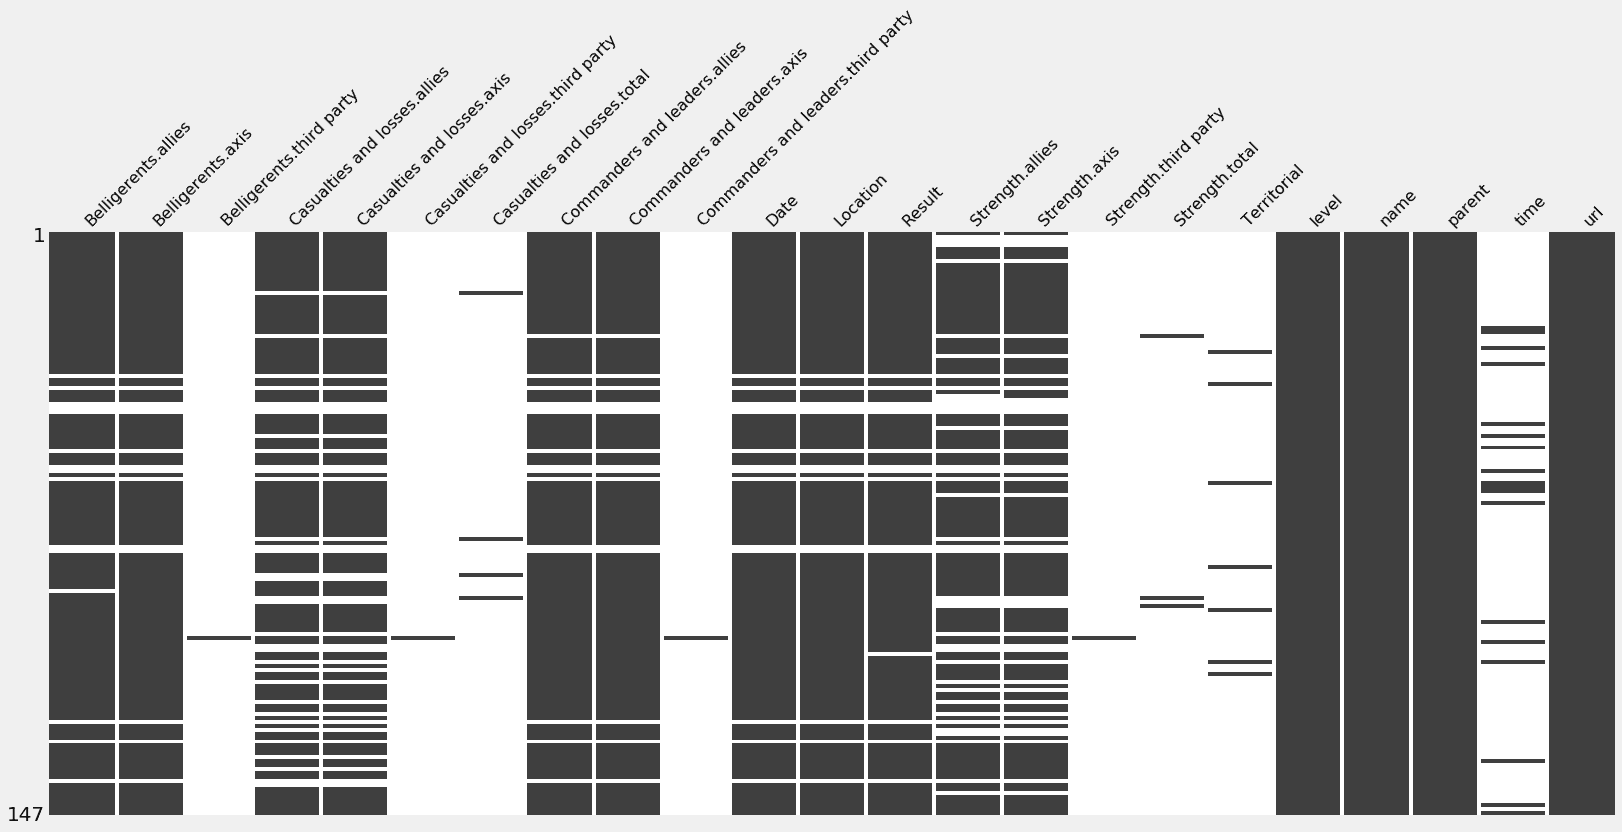 Belligerents.allies
Belligerents.axis
Belligerents.third party
Casualties and losses.allies
Casualties and losses.axis
Casualties and losses.third party
Casualties and losses.total
Commanders and leaders.allies
Commanders and leaders.axis
Commanders and leaders.third party
Date
Location
Result
Strength.allies
Strength.axis
Strength.third party
Strength.total
Territorial
level
name
parent
time
url
1
147